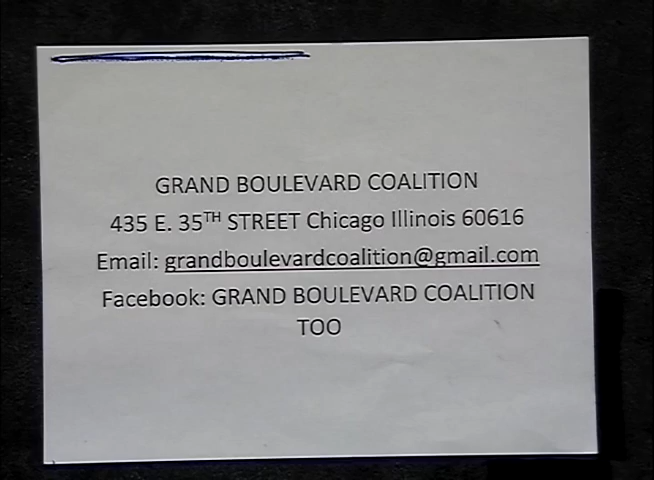 GRAND BOULEVARD COALITION
435 E. 35TH STREET Chicago Illinois 60616
Email: grandboulevardcoalition@gmail.com
Facebook: GRAND BOULEVARD COALITION
TOO